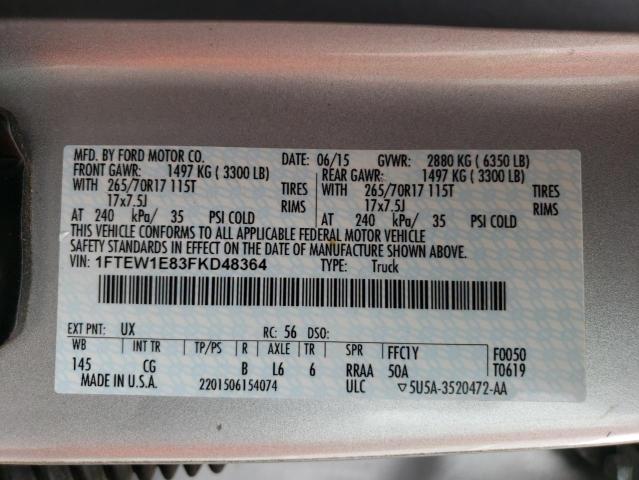 MFD. BY FORD MOTOR CO. DATE: 06/15 GVWR: 2880 KG ( 6350 LB)
FRONT GAWR: 1497 KG ( 3300 LB) REAR GAWR: 1497 KG ( 3300 LB)
WITH 265/70R17 115T TIRES WITH 265/70R17 115T TIRES
17x7.5J RIMS 17x7.5J RIMS
AT 240 kPa/ 35 PSI COLD AT 240 kPa/ 35 PSI COLD
THIS VEHICLE CONFORMS TO ALL APPLICABLE FEDERAL MOTOR VEHICLE
SAFETY STANDARDS IN EFFECT ON THE DATE OF MANUFACTURE SHOWN ABOVE.
VIN: 1FTEW1E83FKD48364 TYPE: Truck
EXT PNT: UX RC: 56 DSO:
WB INT TR TP/PS R AXLE TR SPR FFC1Y F0050
145 CG B L6 6 RRAA 50A T0619
MADE IN U.S.A. 2201506154074 ULC ▽5U5A-3520472-AA